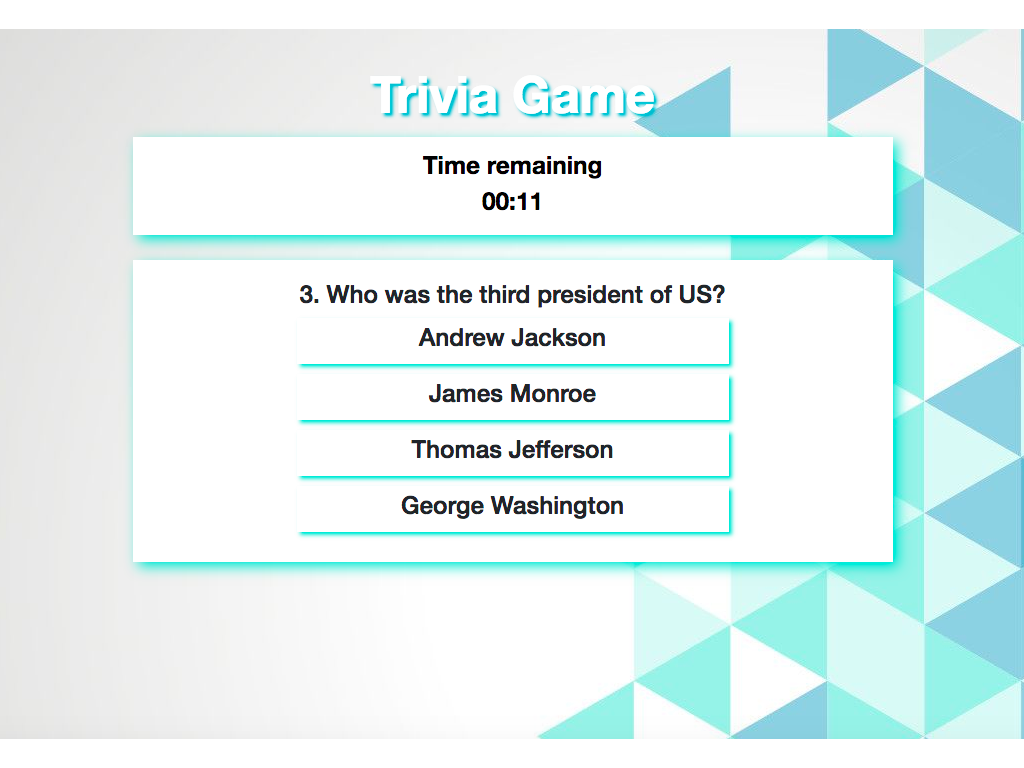 Trivia Game
Time remaining
00:11
3. Who was the third president of US?
Andrew Jackson
James Monroe
Thomas Jefferson
George Washington